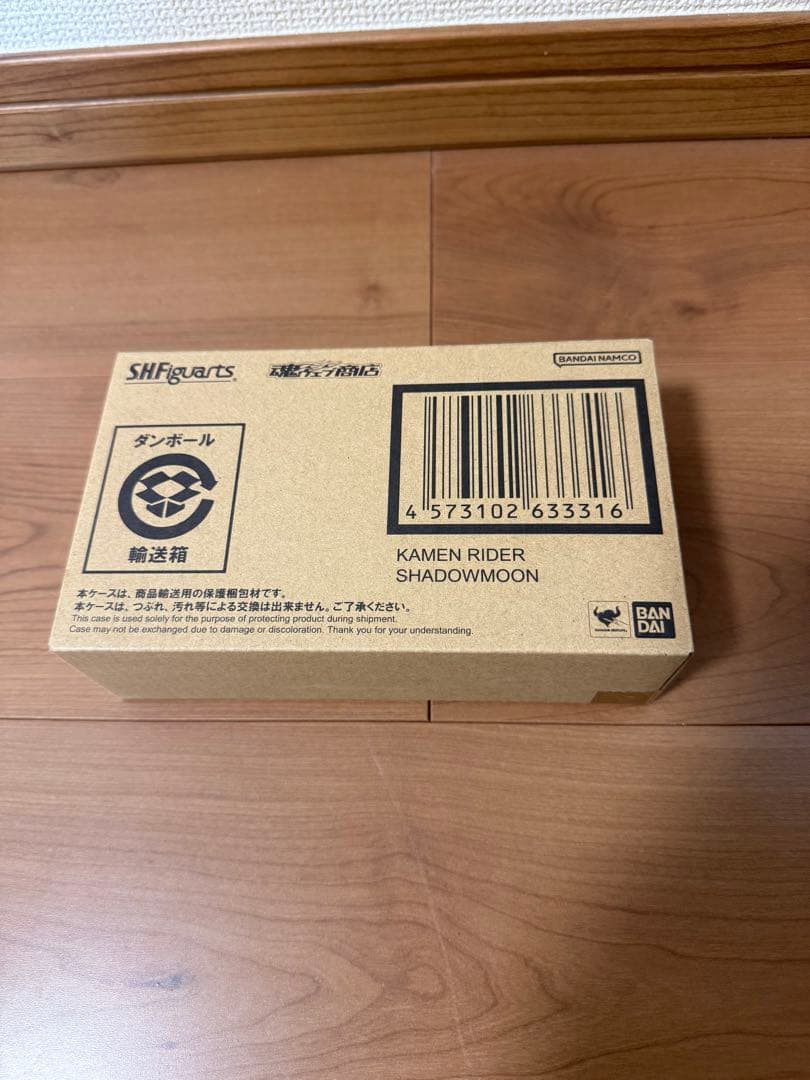 S.H.Figuarts
魂ウェブ商店
BANDAI NAMCO
ダンボール
輸送箱
4 573102 633316
KAMEN RIDER
SHADOWMOON
本ケースは、商品輸送用の保護梱包材です。
本ケースは、つぶれ、汚れ等による交換は出来ません。ご了承ください。
This case is used solely for the purpose of protecting product during shipment.
Case may not be exchanged due to damage or discoloration. Thank you for your understanding.
BAN
DAI